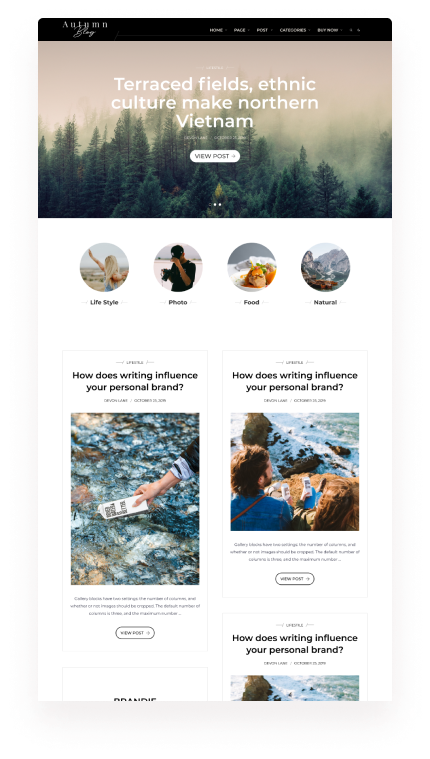 Autumn
Blog
HOME PAGE POST CATEGORIES BUY NOW
Terraced fields, ethnic
culture make northern
Vietnam
VIEW POST
Life Style
Photo
Food
Natural
LIFESTYLE
How does writing influence
your personal brand?
DEVON LANE / OCTOBER 25, 2019
Gallery blocks have two settings: the number of columns, and
whether or not images should be cropped. The default number of
columns is three, and the maximum number ...
VIEW POST
BRANDIE
LIFESTYLE
How does writing influence
your personal brand?
DEVON LANE / OCTOBER 25, 2019
Gallery blocks have two settings: the number of columns, and
whether or not images should be cropped. The default number of
columns is three, and the maximum number ...
VIEW POST
LIFESTYLE
How does writing influence
your personal brand?
DEVON LANE / OCTOBER 25, 2019